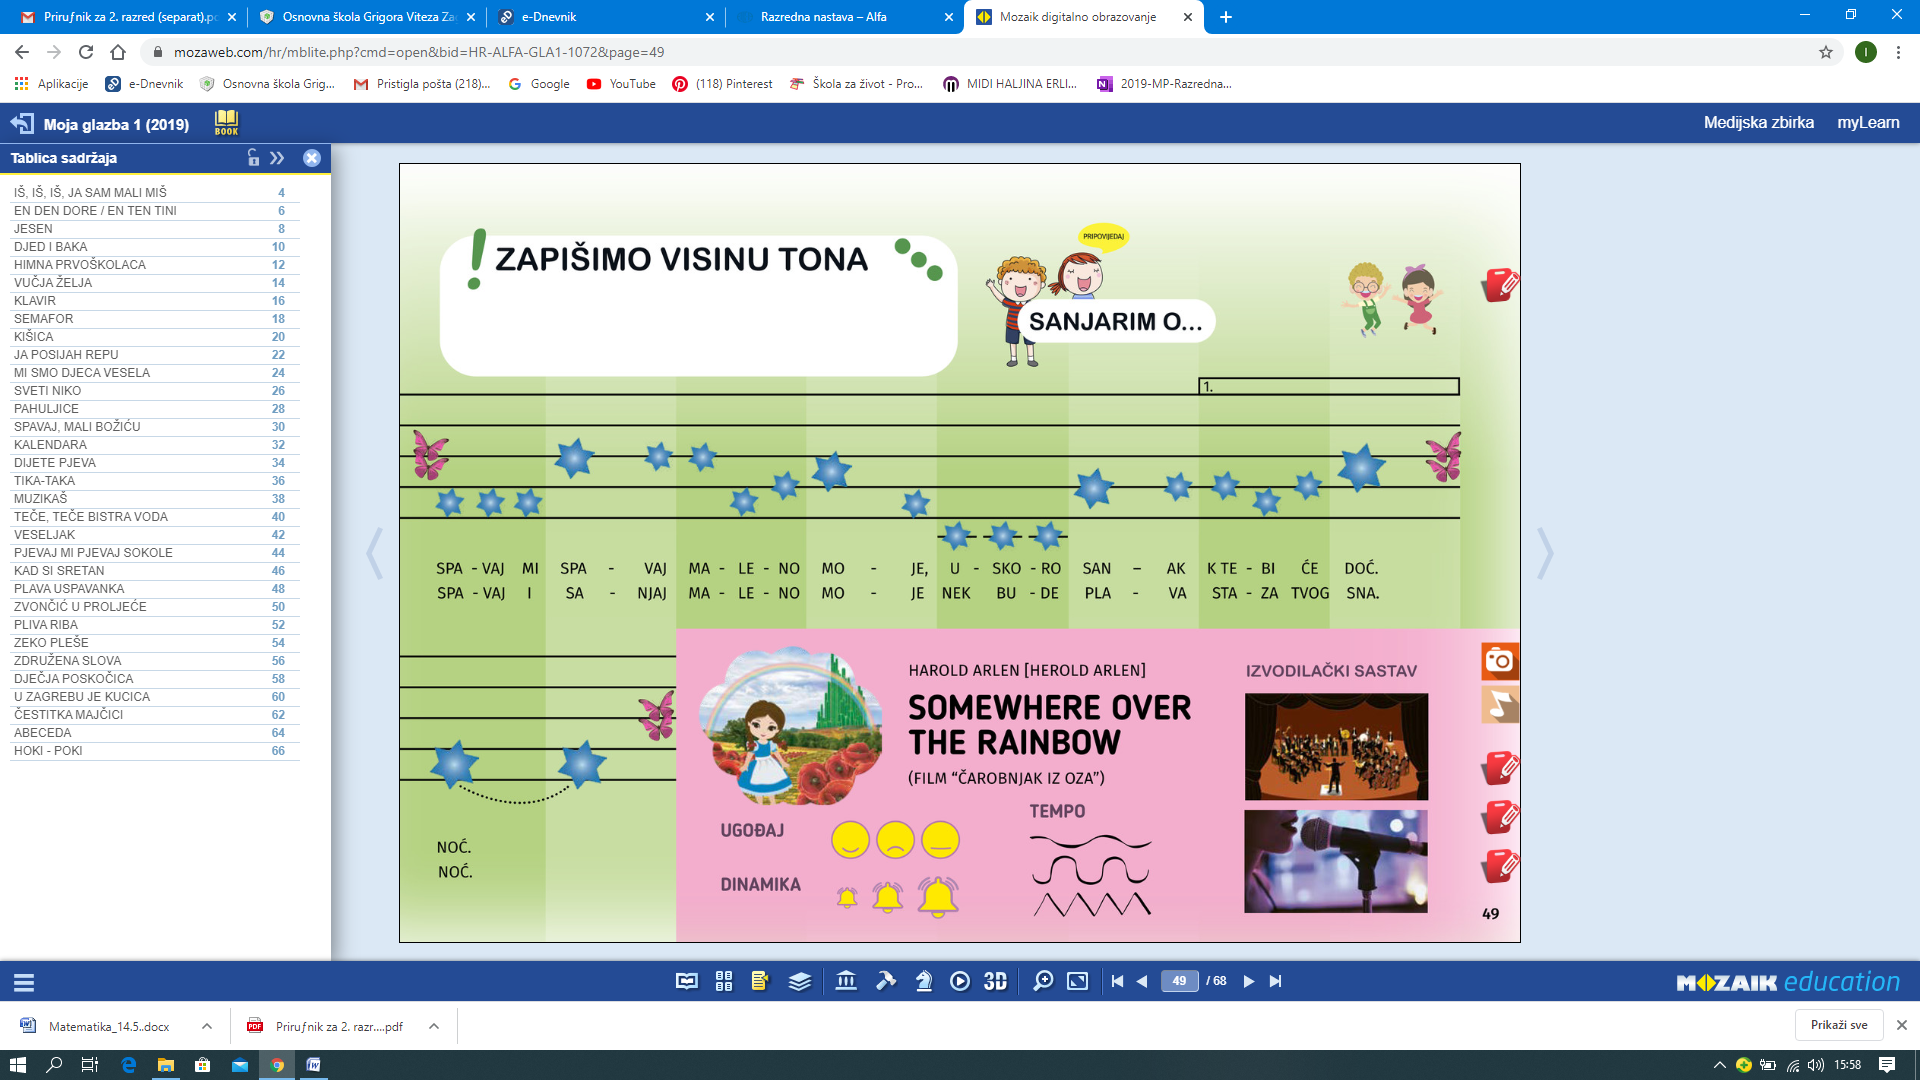 Priruƒnik za 2. razred (separat).pc
Osnovna škola Grigora Viteza Zag
e-Dnevnik
Razredna nastava – Alfa
Mozaik digitalno obrazovanje
mozaweb.com/hr/mblite.php?cmd=open&bid=HR-ALFA-GLA1-1072&page=49
I
Aplikacije
e-Dnevnik
Osnovna škola Grig...
Pristigla pošta (218)...
Google
YouTube
(118) Pinterest
Škola za život - Pro...
MIDI HALJINA ERLI...
2019-MP-Razredna...
Moja glazba 1 (2019)
BOOK
Medijska zbirka
myLearn
Tablica sadržaja
IŠ, IŠ, IŠ, JA SAM MALI MIŠ 4
EN DEN DORE / EN TEN TINI 6
JESEN 8
DJED I BAKA 10
HIMNA PRVOŠKOLACA 12
VUČJA ŽELJA 14
KLAVIR 16
SEMAFOR 18
KIŠICA 20
JA POSIJAH REPU 22
MI SMO DJECA VESELA 24
SVETI NIKO 26
PAHULJICE 28
SPAVAJ, MALI BOŽIĆU 30
KALENDARA 32
DIJETE PJEVA 34
TIKA-TAKA 36
MUZIKAŠ 38
TEČE, TEČE BISTRA VODA 40
VESELJAK 42
PJEVAJ MI PJEVAJ SOKOLE 44
KAD SI SRETAN 46
PLAVA USPAVANKA 48
ZVONČIĆ U PROLJEĆE 50
PLIVA RIBA 52
ZEKO PLEŠE 54
ZDRUŽENA SLOVA 56
DJEČJA POSKOČICA 58
U ZAGREBU JE KUCICA 60
ČESTITKA MAJČICI 62
ABECEDA 64
HOKI - POKI 66
! ZAPIŠIMO VISINU TONA
PRIPOVIJEDAJ
SANJARIM O...
1.
SPA - VAJ MI SPA - VAJ MA - LE - NO MO - JE, U - SKO - RO SAN – AK K TE - BI ĆE DOĆ.
SPA - VAJ I SA - NJAJ MA - LE - NO MO - JE NEK BU - DE PLA - VA STA - ZA TVOG SNA.
NOĆ.
NOĆ.
HAROLD ARLEN [HEROLD ARLEN]
SOMEWHERE OVER
THE RAINBOW
(FILM “ČAROBNJAK IZ OZA”)
IZVODILAČKI SASTAV
UGOĐAJ
TEMPO
DINAMIKA
49
3D
49 / 68
MOZAIK education
Matematika_14.5..docx
Priruƒnik za 2. razr....pdf
Prikaži sve
15:58